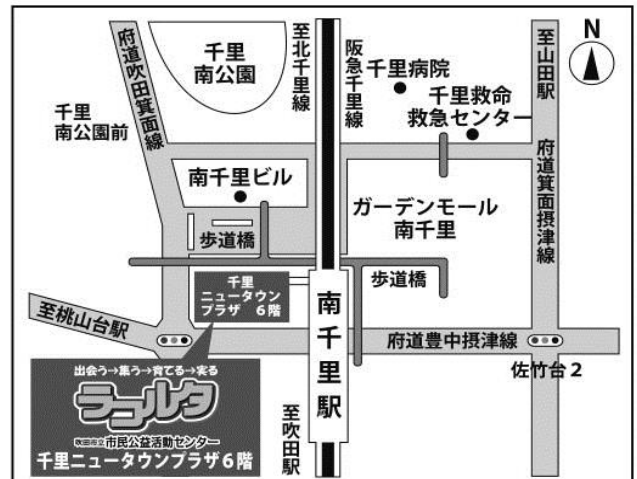 府道吹田箕面線
千里
南公園
至北千里線
阪急千里線
千里病院
千里救命
救急センター
至山田駅
N
千里
南公園前
府道箕面摂津線
南千里ビル
ガーデンモール
南千里
歩道橋
歩道橋
千里
ニュータウン
プラザ 6階
至桃山台駅
南千里駅
府道豊中摂津線
佐竹台2
出会う→集う→育てる→実る
ラコルタ
吹田市立市民公益活動センター
千里ニュータウンプラザ6階
至吹田駅